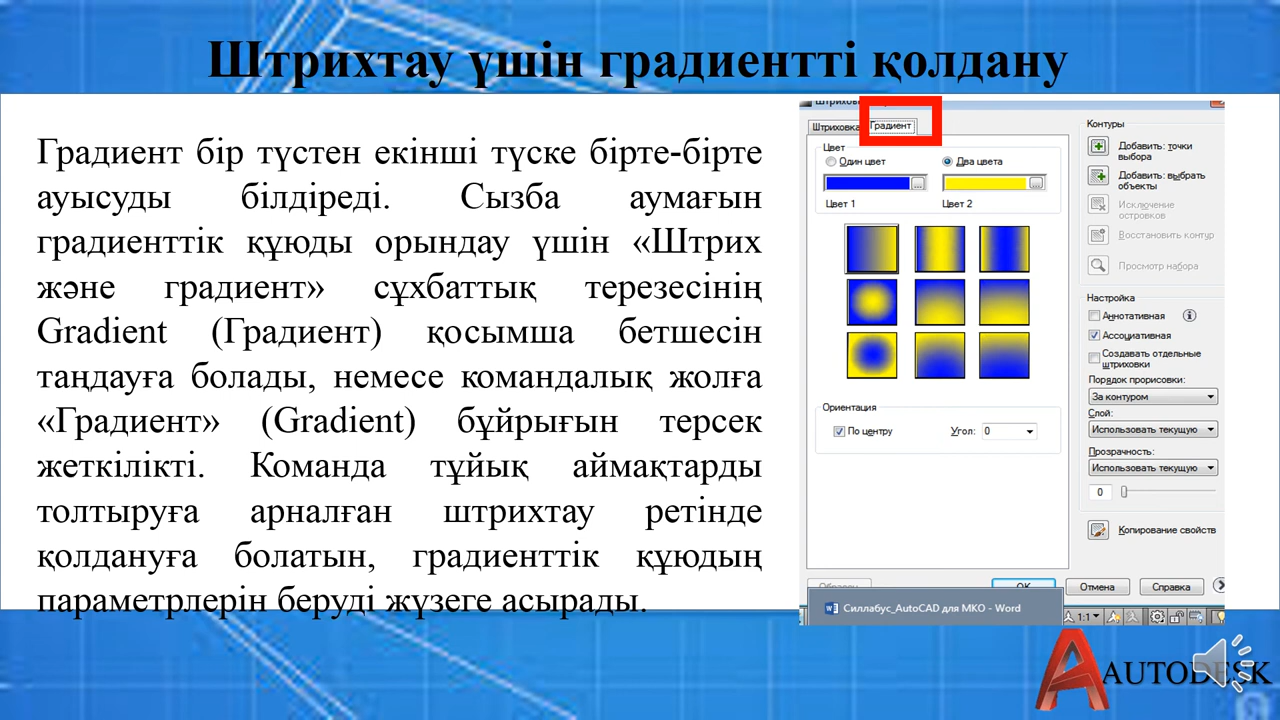 Штрихтау үшін градиентті қолдану
Градиент бір түстен екінші түске бірте-бірте
ауысуды білдіреді. Сызба аумағын
градиенттік құюды орындау үшін «Штрих
және градиент» сұхбаттық терезесінің
Gradient (Градиент) қосымша бетшесін
таңдауға болады, немесе командалық жолға
«Градиент» (Gradient) бұйрығын терсек
жеткілікті. Команда тұйық аймақтарды
толтыруға арналған штрихтау ретінде
қолдануға болатын, градиенттік құюдың
параметрлерін беруді жүзеге асырады.
Штриховка
Градиент
Цвет
Один цвет
Два цвета
Цвет 1
Цвет 2
Ориентация
По центру
Угол: 0
Контуры
Добавить: точки
выбора
Добавить: выбрать
объекты
Исключение
островков
Восстановить контур
Просмотр набора
Настройка
Аннотативная
Ассоциативная
Создавать отдельные
штриховки
Порядок прорисовки:
За контуром
Слой:
Использовать текущую
Прозрачность:
Использовать текущую
0
Копирование свойств
ОК
Отмена
Справка
Силлабус_AutoCAD для МКО - Word
1:1
AUTODESK